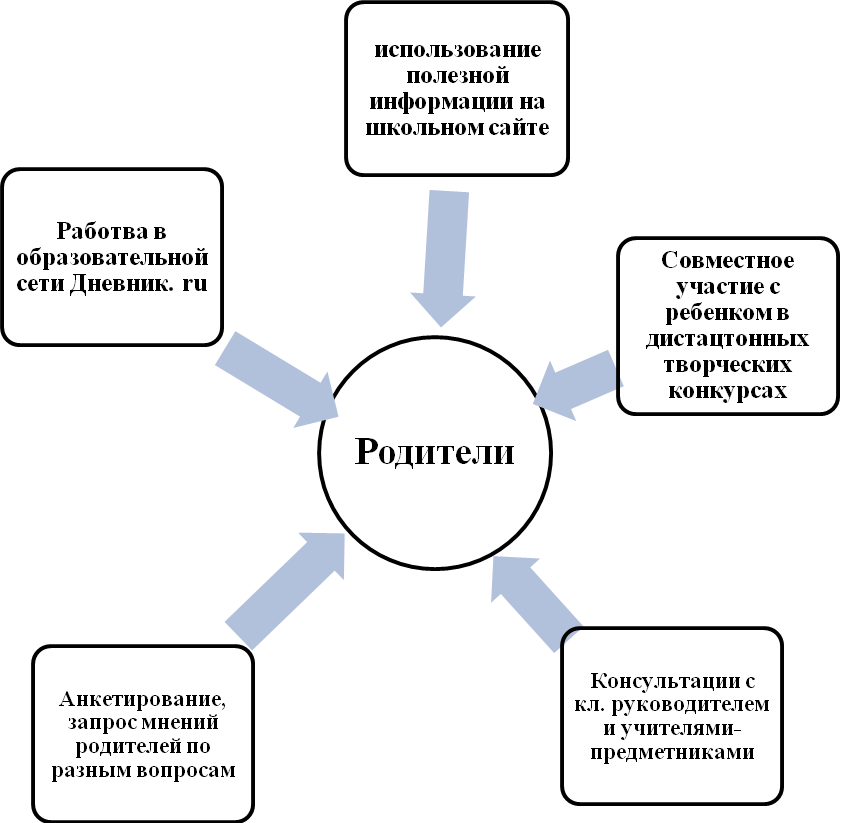 использование
полезной
информации на
школьном сайте
Работва в
образовательной
сети Дневник. ru
Совместное
участие с
ребенком в
дистацтонных
творческих
конкурсах
Родители
Анкетирование,
запрос мнений
родителей по
разным вопросам
Консультации с
кл. руководителем
и учителями-
предметниками